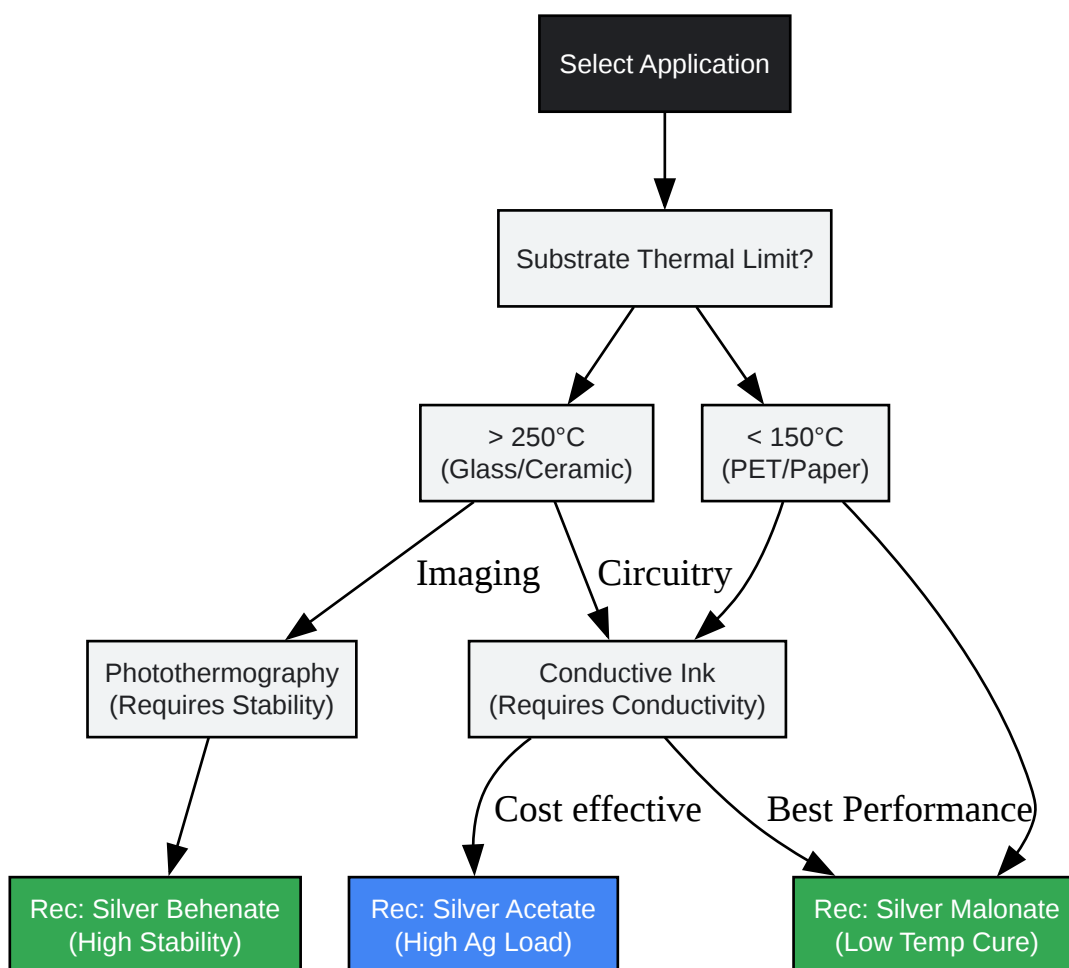 Select Application
Substrate Thermal Limit?
> 250°C
(Glass/Ceramic)
< 150°C
(PET/Paper)
Imaging
Circuitry
Photothermography
(Requires Stability)
Conductive Ink
(Requires Conductivity)
Cost effective
Best Performance
Rec: Silver Behenate
(High Stability)
Rec: Silver Acetate
(High Ag Load)
Rec: Silver Malonate
(Low Temp Cure)